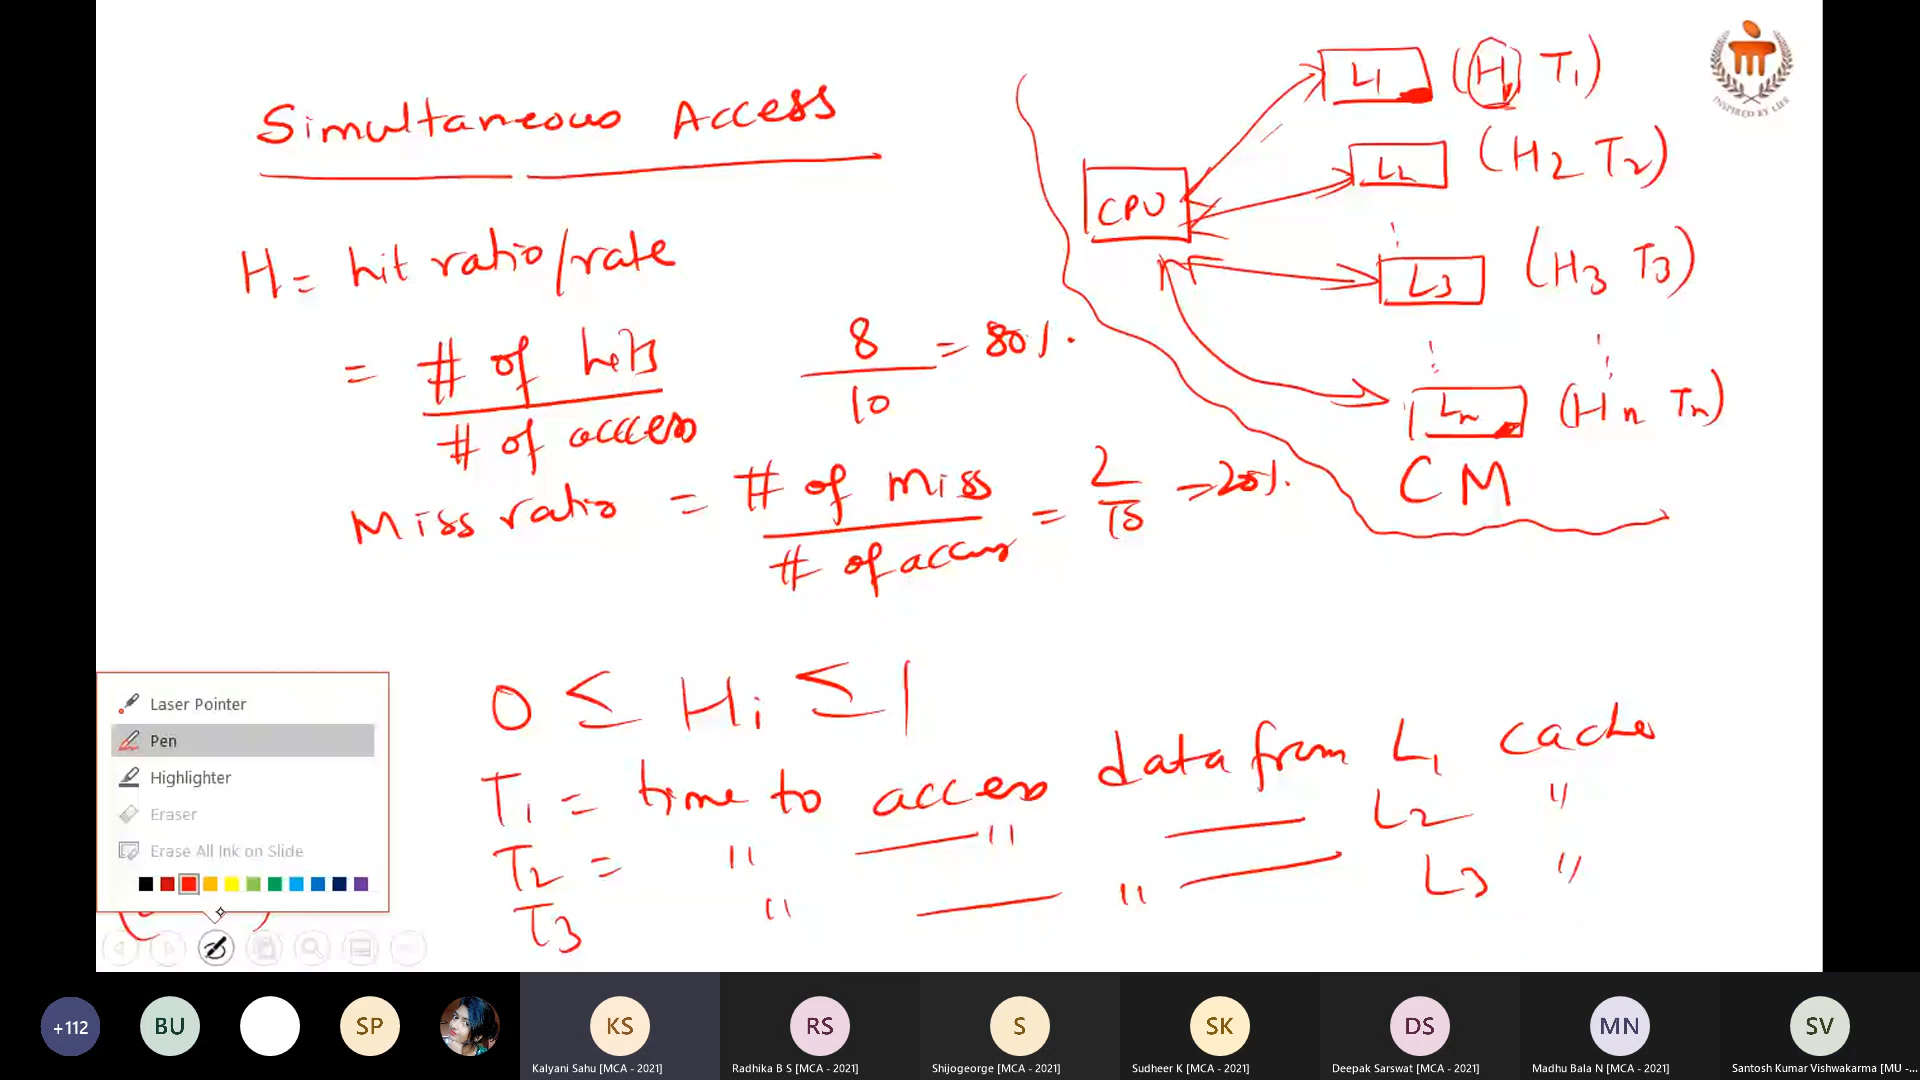 Simultaneous Access
H = hit ratio/rate
= # of hits / # of access
8 / 10 = 80%.
Miss ratio = # of miss / # of access = 2 / 10 = 20%.
CPU
L1 (H1 T1)
L2 (H2 T2)
L3 (H3 T3)
Ln (Hn Tn)
CM
INSPIRED BY LIFE
0 ≤ Hi ≤ 1
T1 = time to access data from L1 cache
T2 = " —— " —— L2 "
T3 " —— " —— L3 "
Laser Pointer
Pen
Highlighter
Eraser
Erase All Ink on Slide
+112
BU
SP
KS
RS
S
SK
DS
MN
SV
Kalyani Sahu [MCA - 2021]
Radhika B S [MCA - 2021]
Shijogeorge [MCA - 2021]
Sudheer K [MCA - 2021]
Deepak Sarswat [MCA - 2021]
Madhu Bala N [MCA - 2021]
Santosh Kumar Vishwakarma [MU -...